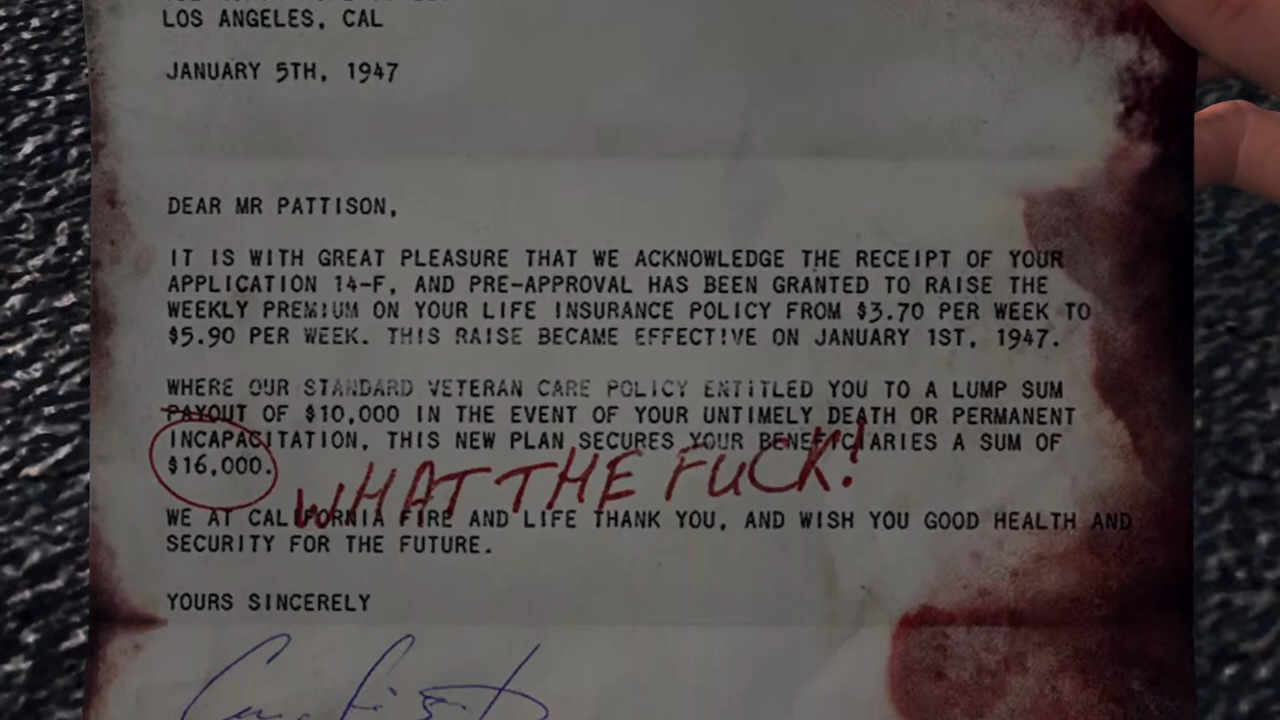 LOS ANGELES, CAL
JANUARY 5TH, 1947
DEAR MR PATTISON,
IT IS WITH GREAT PLEASURE THAT WE ACKNOWLEDGE THE RECEIPT OF YOUR
APPLICATION 14-F, AND PRE-APPROVAL HAS BEEN GRANTED TO RAISE THE
WEEKLY PREMIUM ON YOUR LIFE INSURANCE POLICY FROM $3.70 PER WEEK TO
$5.90 PER WEEK. THIS RAISE BECAME EFFECTIVE ON JANUARY 1ST, 1947.
WHERE OUR STANDARD VETERAN CARE POLICY ENTITLED YOU TO A LUMP SUM
PAYOUT OF $10,000 IN THE EVENT OF YOUR UNTIMELY DEATH OR PERMANENT
INCAPACITATION, THIS NEW PLAN SECURES YOUR BENEFICIARIES A SUM OF
$16,000.
WHAT THE FUCK!
WE AT CALIFORNIA FIRE AND LIFE THANK YOU, AND WISH YOU GOOD HEALTH AND
SECURITY FOR THE FUTURE.
YOURS SINCERELY